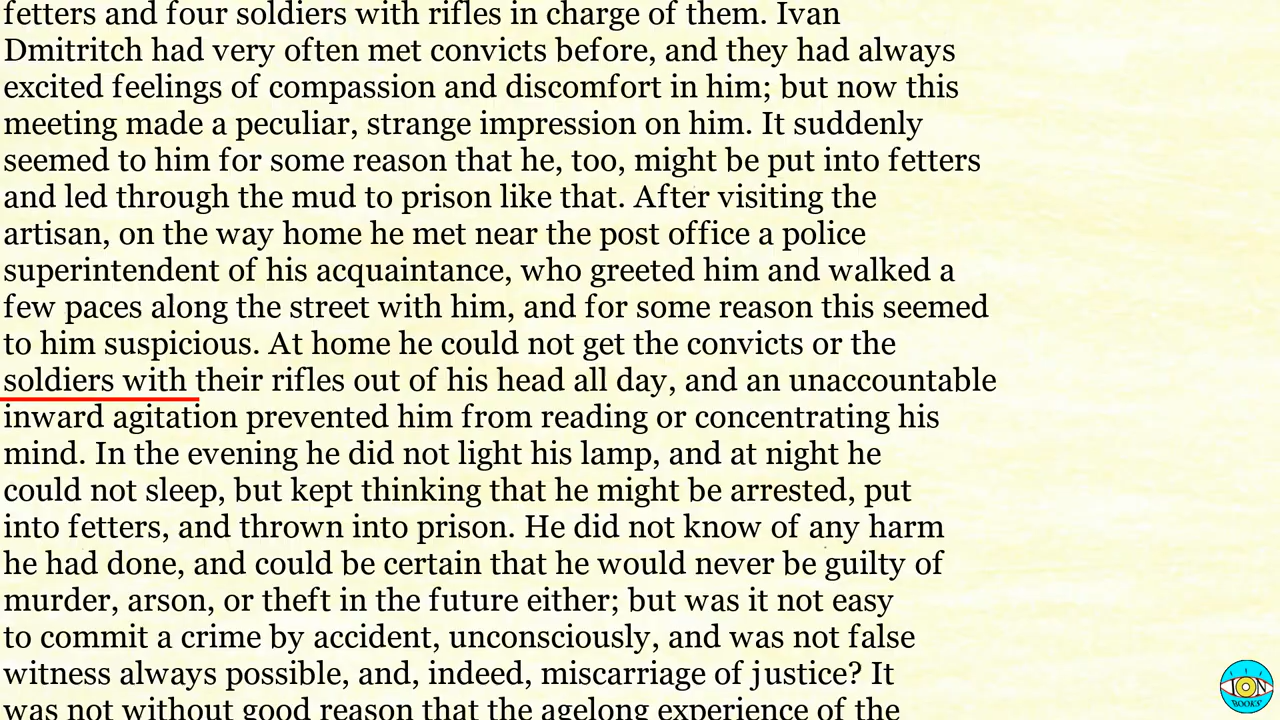 fetters and four soldiers with rifles in charge of them. Ivan
Dmitritch had very often met convicts before, and they had always
excited feelings of compassion and discomfort in him; but now this
meeting made a peculiar, strange impression on him. It suddenly
seemed to him for some reason that he, too, might be put into fetters
and led through the mud to prison like that. After visiting the
artisan, on the way home he met near the post office a police
superintendent of his acquaintance, who greeted him and walked a
few paces along the street with him, and for some reason this seemed
to him suspicious. At home he could not get the convicts or the
soldiers with their rifles out of his head all day, and an unaccountable
inward agitation prevented him from reading or concentrating his
mind. In the evening he did not light his lamp, and at night he
could not sleep, but kept thinking that he might be arrested, put
into fetters, and thrown into prison. He did not know of any harm
he had done, and could be certain that he would never be guilty of
murder, arson, or theft in the future either; but was it not easy
to commit a crime by accident, unconsciously, and was not false
witness always possible, and, indeed, miscarriage of justice? It
was not without good reason that the agelong experience of the
ION
BOOKS